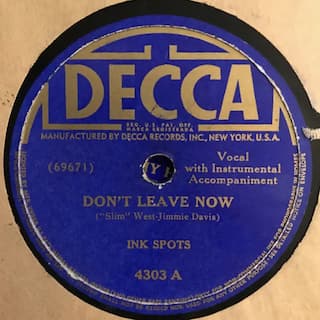 DECCA
REG. U.S. PAT. OFF.
MARCA REGISTRADA
MANUFACTURED BY DECCA RECORDS, INC., NEW YORK, U.S.A.
(69671)
Vocal
with Instrumental
Accompaniment
DON'T LEAVE NOW
("Slim" West-Jimmie Davis)
INK SPOTS
4303 A